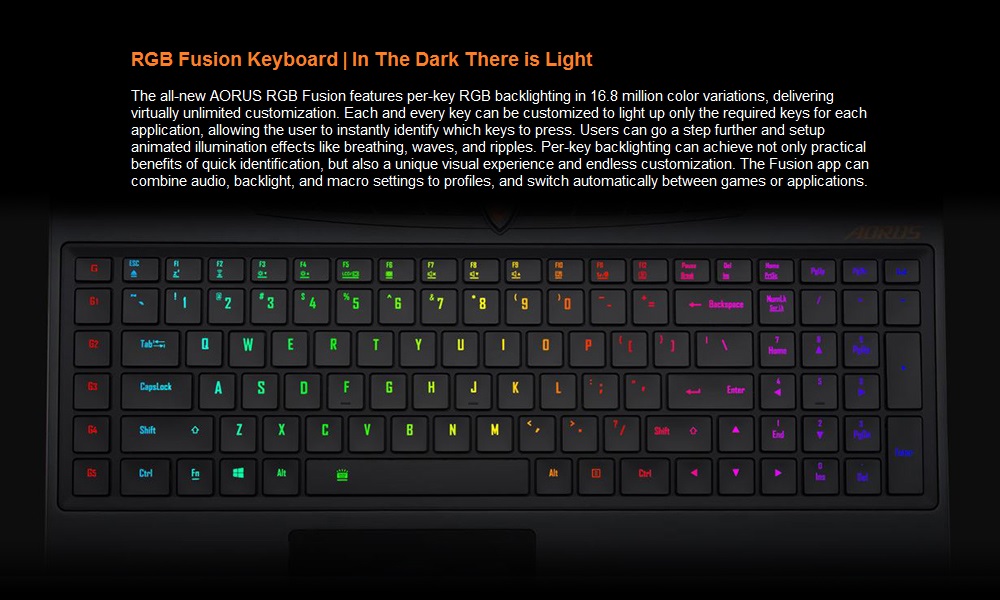 RGB Fusion Keyboard | In The Dark There is Light
The all-new AORUS RGB Fusion features per-key RGB backlighting in 16.8 million color variations, delivering
virtually unlimited customization. Each and every key can be customized to light up only the required keys for each
application, allowing the user to instantly identify which keys to press. Users can go a step further and setup
animated illumination effects like breathing, waves, and ripples. Per-key backlighting can achieve not only practical
benefits of quick identification, but also a unique visual experience and endless customization. The Fusion app can
combine audio, backlight, and macro settings to profiles, and switch automatically between games or applications.
AORUS
G ESC F1 F2 F3 F4 F5 F6 F7 F8 F9 F10 F11 F12 Pause Break Del Ins Home PgUp
G1 ~ ` ! 1 @ 2 # 3 $ 4 % 5 ^ 6 & 7 * 8 ( 9 ) 0 _ - + = ← Backspace NumLk ScrLk /
G2 Tab Q W E R T Y U I O P { [ } ] | \ 7 Home 8 ▲ 9 PgUp
G3 CapsLock A S D F G H J K L : ; " ' ← Enter 4 ◀ 5 6 ▶
G4 Shift ⇧ Z X C V B N M < , > . ? / Shift ⇧ ▲ 1 End 2 ▼ 3 PgDn
G5 Ctrl Fn Alt Alt Ctrl ◀ ▼ ▶ 0 Ins Del